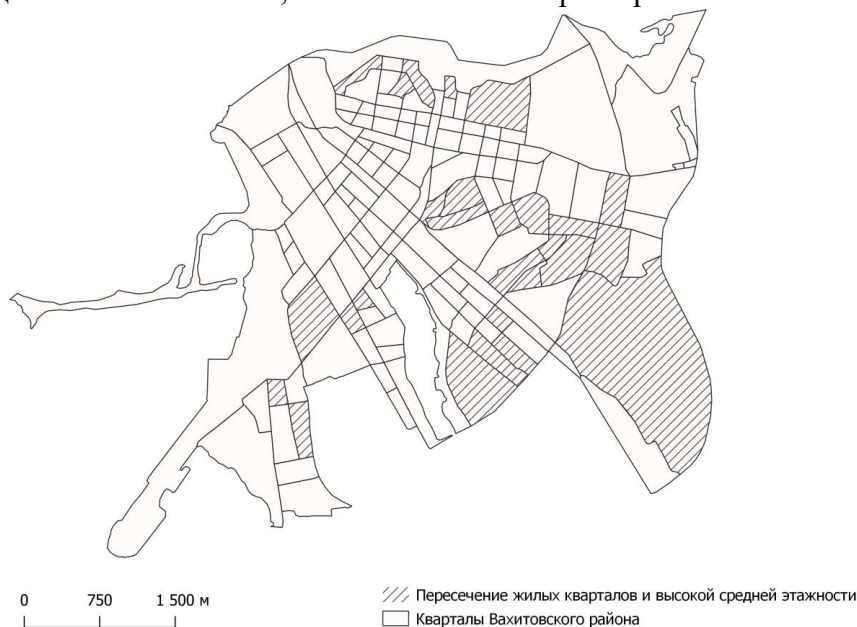 0 750 1 500 м
Пересечение жилых кварталов и высокой средней этажности
Кварталы Вахитовского района